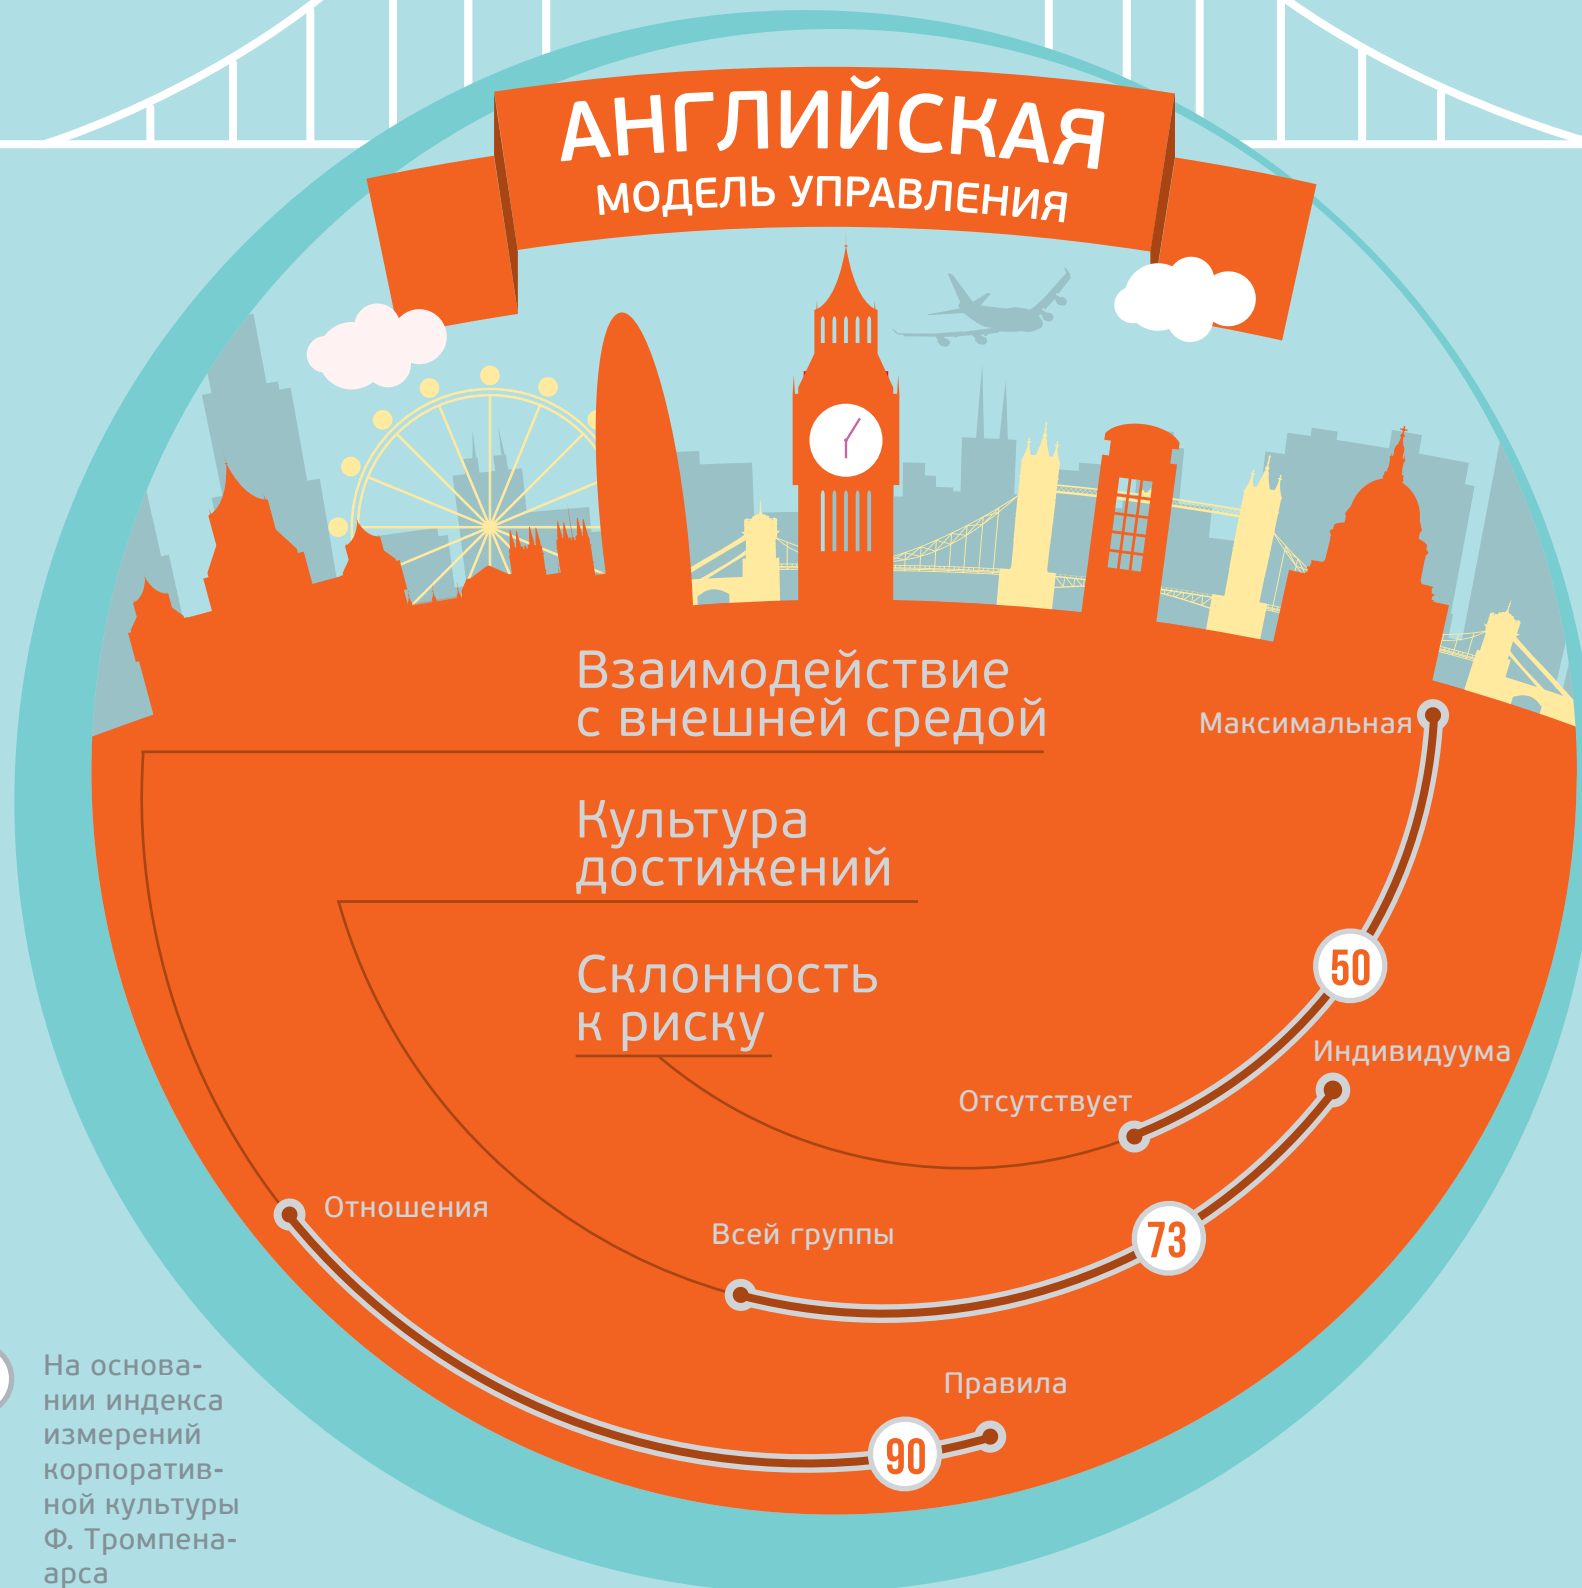 АНГЛИЙСКАЯ
МОДЕЛЬ УПРАВЛЕНИЯ
Взаимодействие
с внешней средой
Максимальная
Культура
достижений
Склонность
к риску
50
Индивидуума
Отсутствует
Отношения
Всей группы
73
Правила
90
На основа-
нии индекса
измерений
корпоратив-
ной культуры
Ф. Тромпена-
арса